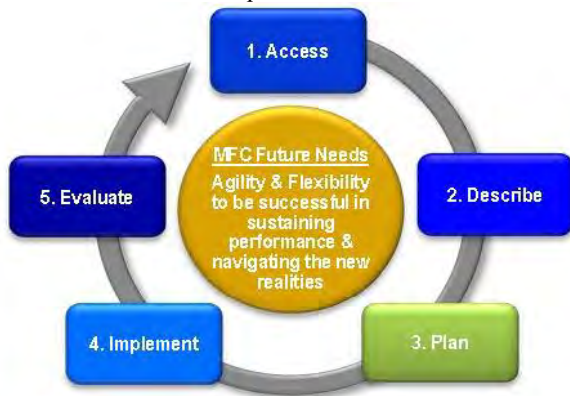 1. Access
MFC Future Needs
Agility & Flexibility
to be successful in
sustaining
performance &
navigating the new
realities
2. Describe
3. Plan
4. Implement
5. Evaluate